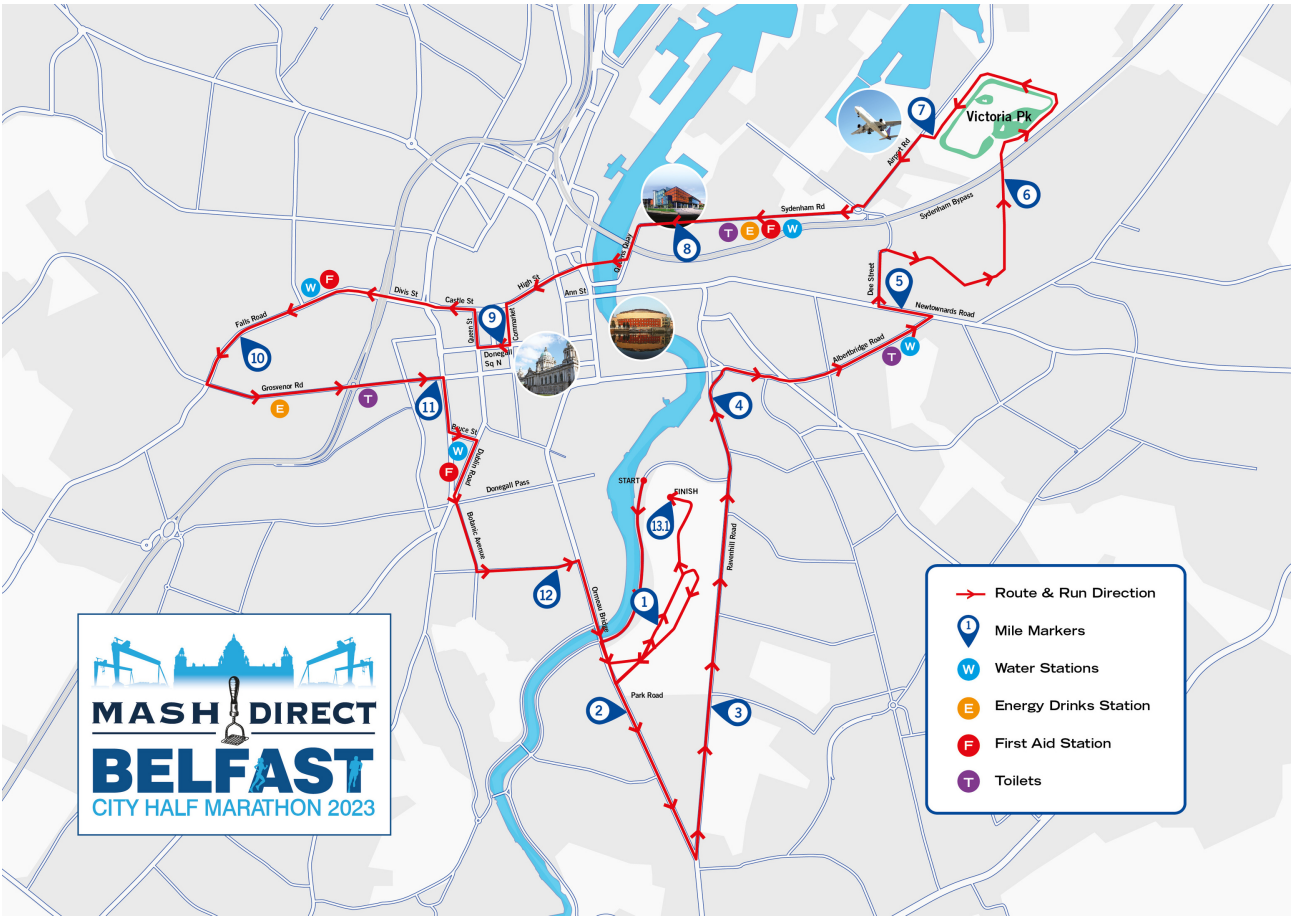 Victoria Pk
7
Airport Rd
6
Sydenham Bypass
Sydenham Rd
T
E
F
W
8
Queens Quay
Dee Street
5
Newtownards Road
High St
Ann St
F
W
Divis St
Castle St
Queen St
9
Cornmarket
Donegall
Sq N
Falls Road
10
Albertbridge Road
W
T
Grosvenor Rd
E
T
11
4
Bruce St
W
F
Dublin Road
Donegall Pass
START
FINISH
13.1
Botanic Avenue
Ravenhill Road
12
Ormeau Bridge
1
Park Road
2
3
Route & Run Direction
1
Mile Markers
W
Water Stations
E
Energy Drinks Station
F
First Aid Station
T
Toilets
MASH DIRECT
BELFAST
CITY HALF MARATHON 2023